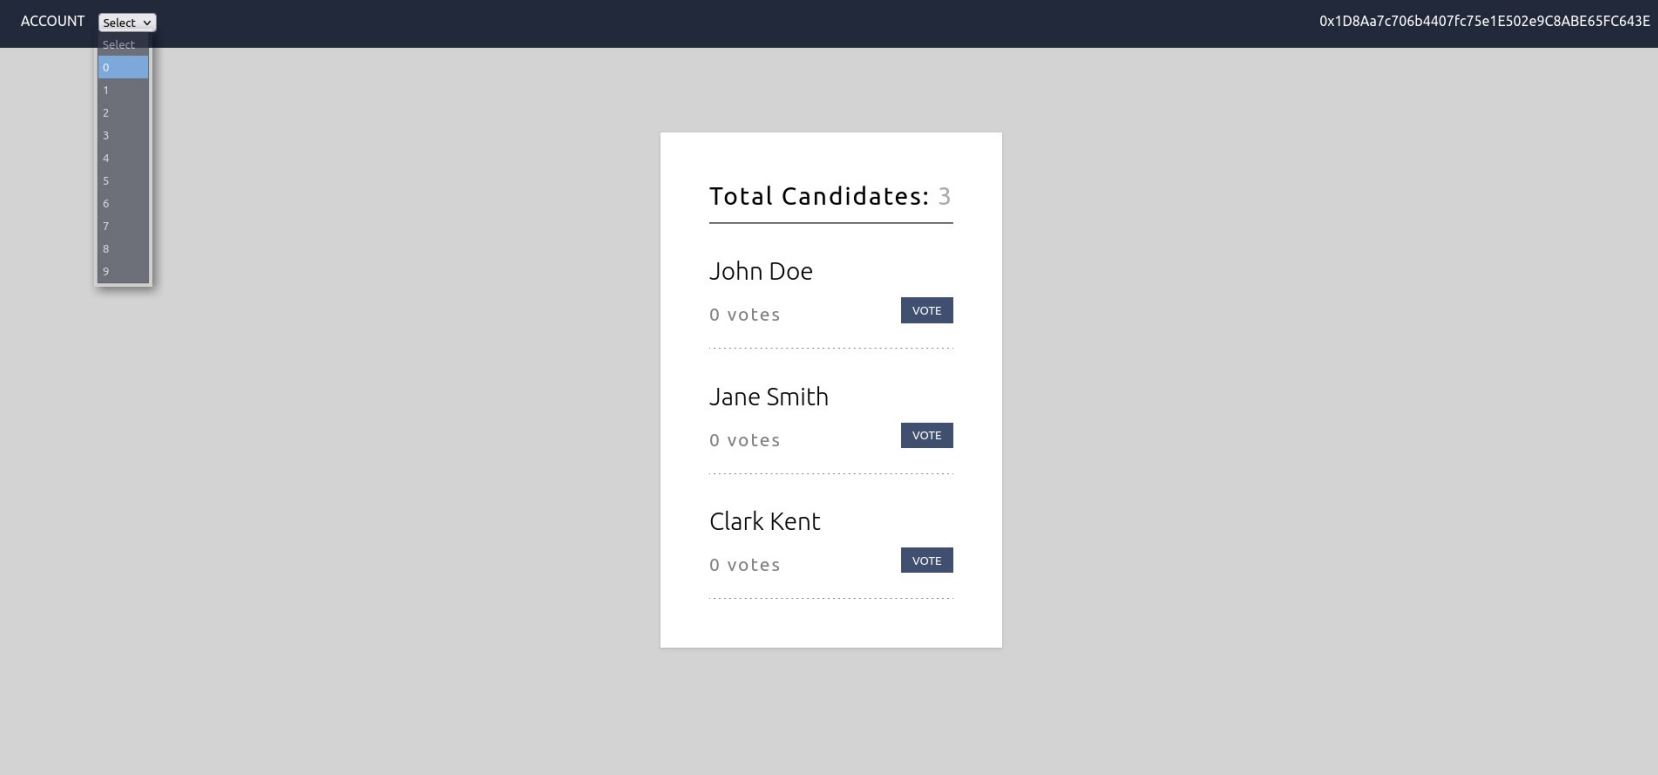 ACCOUNT
Select
0x1D8Aa7c706b4407fc75e1E502e9C8ABE65FC643E
Select
0
1
2
3
4
5
6
7
8
9
Total Candidates: 3
John Doe
0 votes
VOTE
Jane Smith
0 votes
VOTE
Clark Kent
0 votes
VOTE